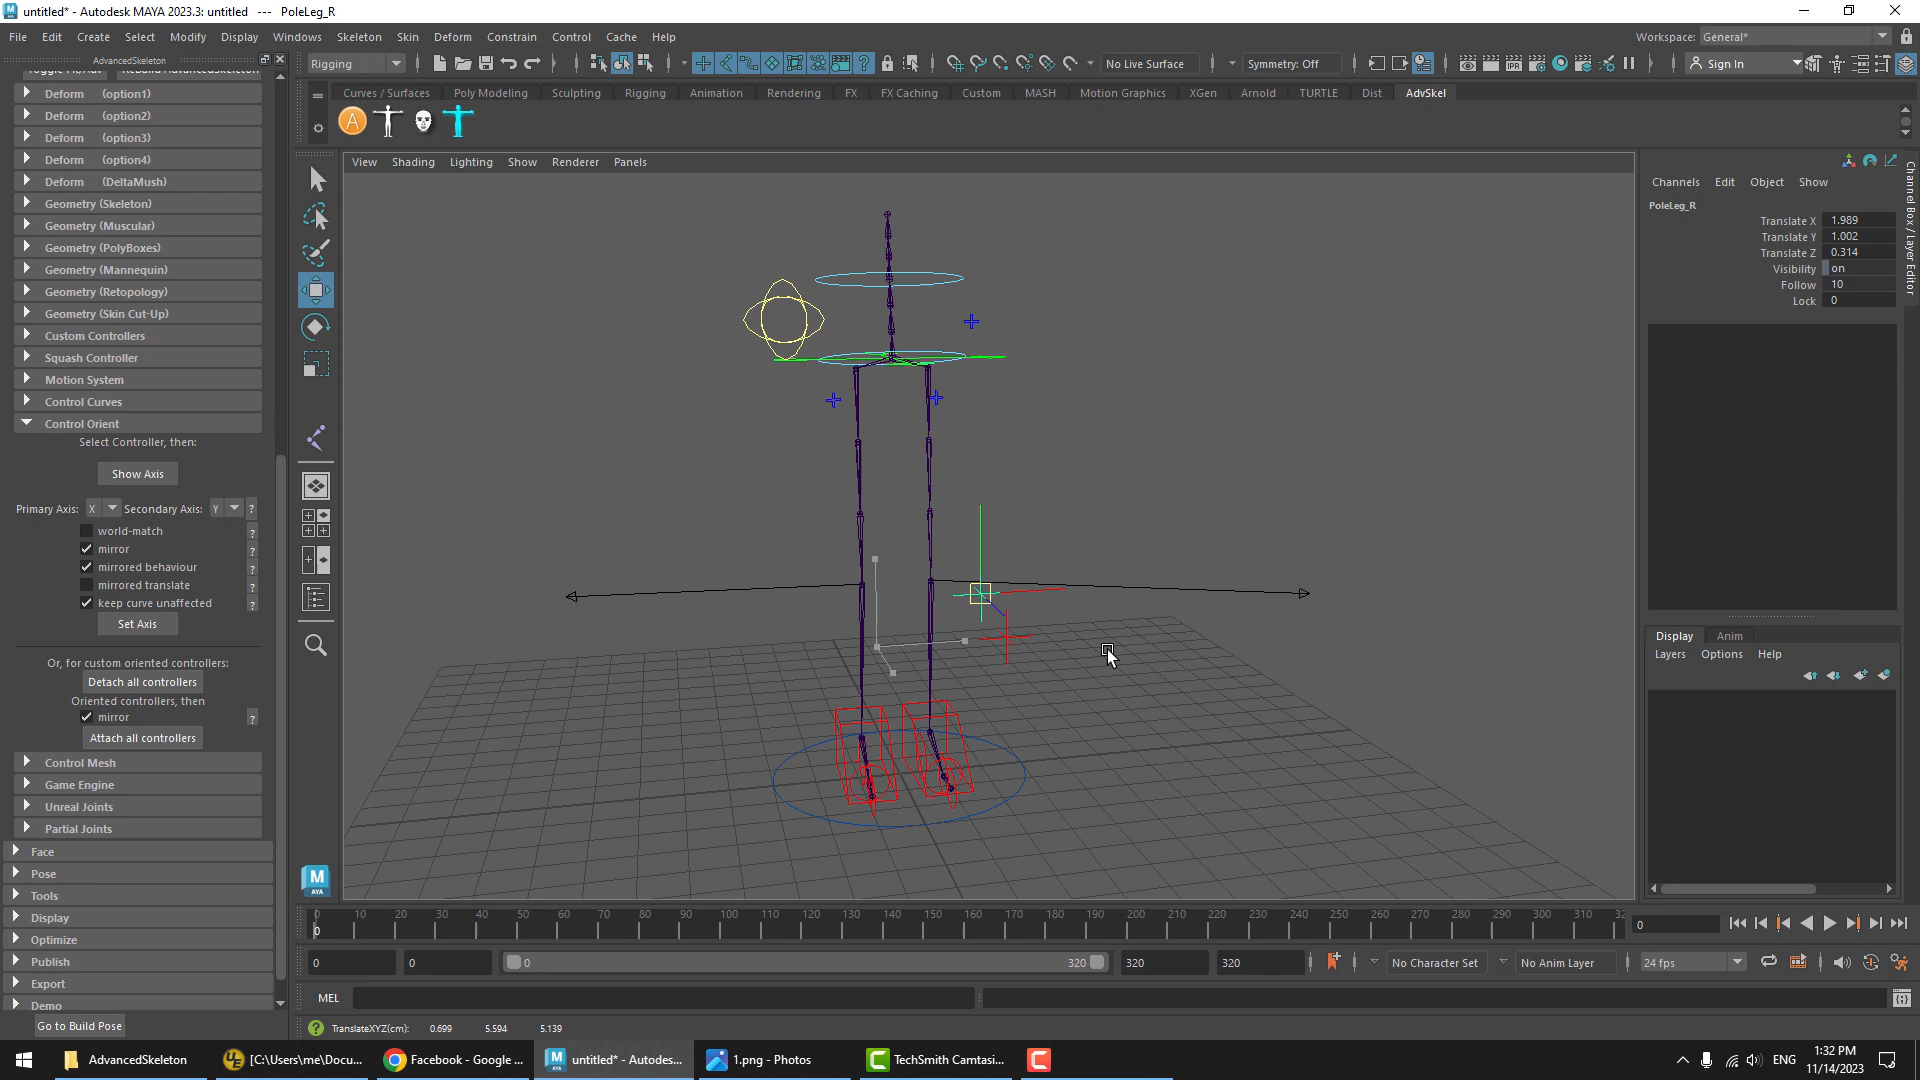 untitled* - Autodesk MAYA 2023.3: untitled   ---   PoleLeg_R
File Edit Create Select Modify Display Windows Skeleton Skin Deform Constrain Control Cache Help
Workspace: General*
AdvancedSkeleton
Rigging
No Live Surface
Symmetry: Off
Sign In
Deform (option1)
Deform (option2)
Deform (option3)
Deform (option4)
Deform (DeltaMush)
Geometry (Skeleton)
Geometry (Muscular)
Geometry (PolyBoxes)
Geometry (Mannequin)
Geometry (Retopology)
Geometry (Skin Cut-Up)
Custom Controllers
Squash Controller
Motion System
Control Curves
Control Orient
Select Controller, then:
Show Axis
Primary Axis: X Secondary Axis: Y ?
world-match ?
mirror ?
mirrored behaviour ?
mirrored translate ?
keep curve unaffected ?
Set Axis
Or, for custom oriented controllers:
Detach all controllers
Oriented controllers, then
mirror ?
Attach all controllers
Control Mesh
Game Engine
Unreal Joints
Partial Joints
Face
Pose
Tools
Display
Optimize
Publish
Export
Demo
Go to Build Pose
Curves / Surfaces Poly Modeling Sculpting Rigging Animation Rendering FX FX Caching Custom MASH Motion Graphics XGen Arnold TURTLE Dist AdvSkel
A
View Shading Lighting Show Renderer Panels
M
AYA
Channels Edit Object Show
PoleLeg_R
Translate X 1.989
Translate Y 1.002
Translate Z 0.314
Visibility on
Follow 10
Lock 0
Channel Box / Layer Editor
Display Anim
Layers Options Help
0 10 20 30 40 50 60 70 80 90 100 110 120 130 140 150 160 170 180 190 200 210 220 230 240 250 260 270 280 290 300 310 32
0
0
0 0 0 320 320 320
No Character Set
No Anim Layer
24 fps
MEL
TranslateXYZ(cm): 0.699 5.594 5.139
AdvancedSkeleton
[C:\Users\me\Docu...
Facebook - Google ...
untitled* - Autodes...
1.png - Photos
TechSmith Camtasi...
ENG
1:32 PM
11/14/2023